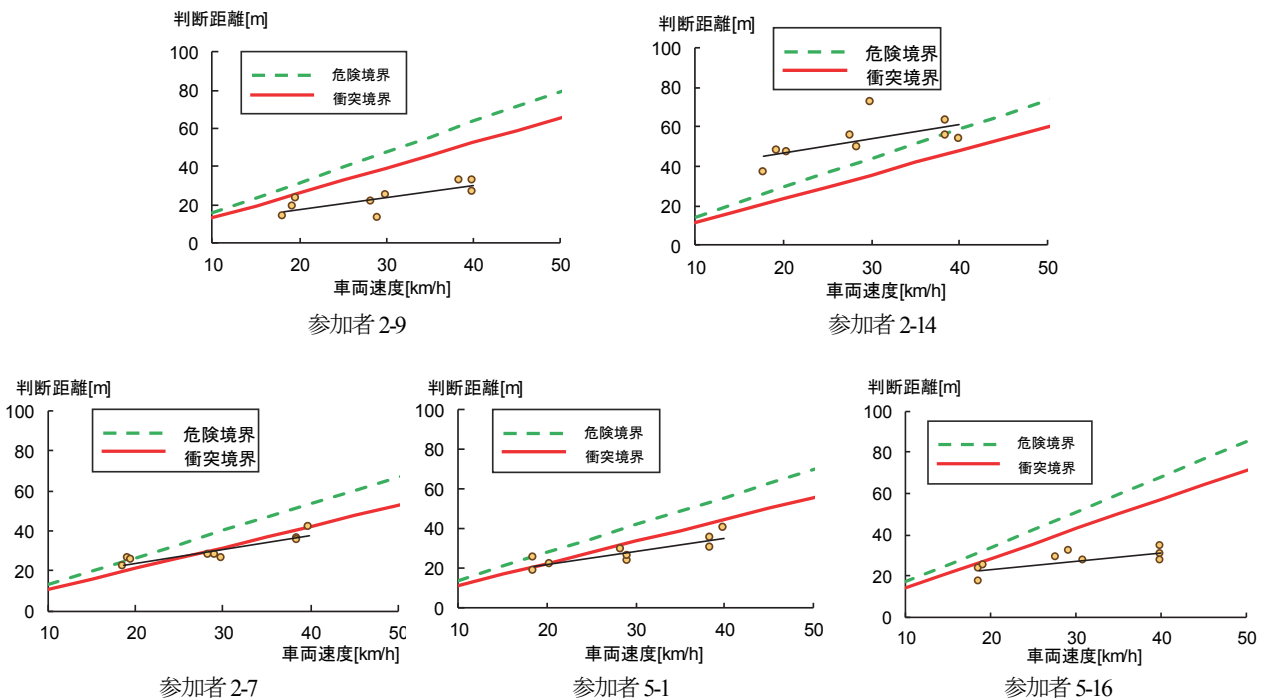 判断距離[m]
100
80
60
40
20
0
10 20 30 40 50
危険境界
衝突境界
車両速度[km/h]
参加者 2-9
判断距離[m]
100
80
60
40
20
0
10 20 30 40 50
危険境界
衝突境界
車両速度[km/h]
参加者 2-14
判断距離[m]
100
80
60
40
20
0
10 20 30 40 50
危険境界
衝突境界
車両速度[km/h]
参加者 2-7
判断距離[m]
100
80
60
40
20
0
10 20 30 40 50
危険境界
衝突境界
車両速度[km/h]
参加者 5-1
判断距離[m]
100
80
60
40
20
0
10 20 30 40 50
危険境界
衝突境界
車両速度[km/h]
参加者 5-16